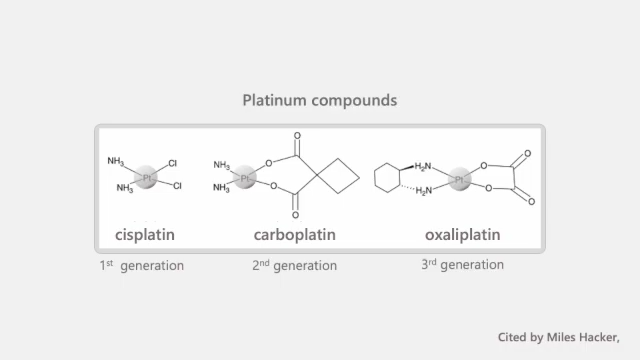 Platinum compounds
NH₃ Cl
Pt
NH₃ Cl
cisplatin
1st generation
O
NH₃ O
Pt
NH₃ O
O
carboplatin
2nd generation
H₂N O O
Pt
H₂N O O
oxaliplatin
3rd generation
Cited by Miles Hacker,